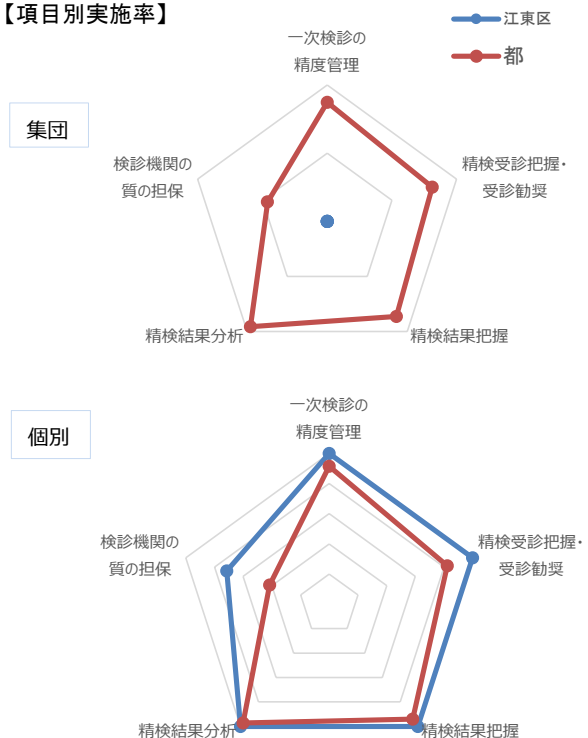 【項目別実施率】
江東区
都
集団
一次検診の
精度管理
精検受診把握・
受診勧奨
精検結果把握
精検結果分析
検診機関の
質の担保
個別
一次検診の
精度管理
精検受診把握・
受診勧奨
精検結果把握
精検結果分析
検診機関の
質の担保